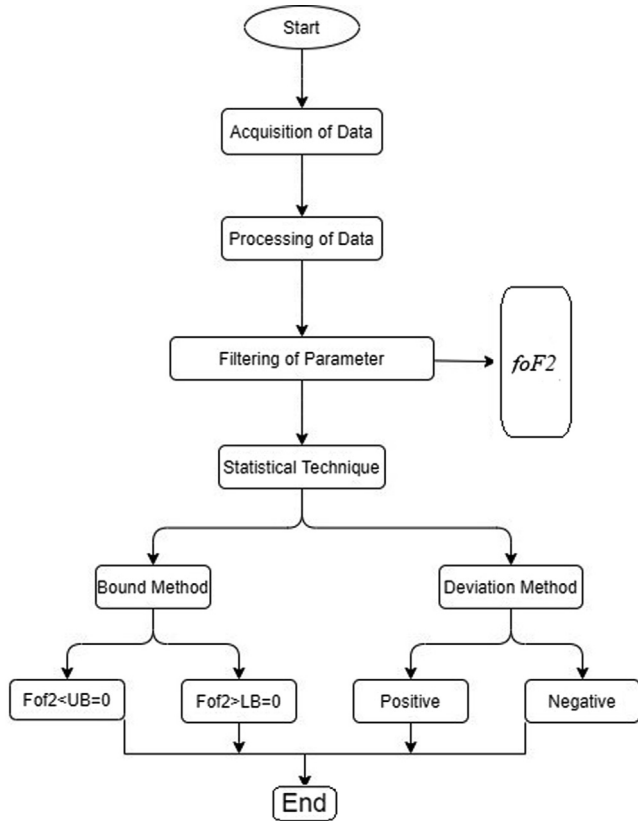 Start
Acquisition of Data
Processing of Data
Filtering of Parameter
foF2
Statistical Technique
Bound Method
Deviation Method
Fof2<UB=0
Fof2>LB=0
Positive
Negative
End